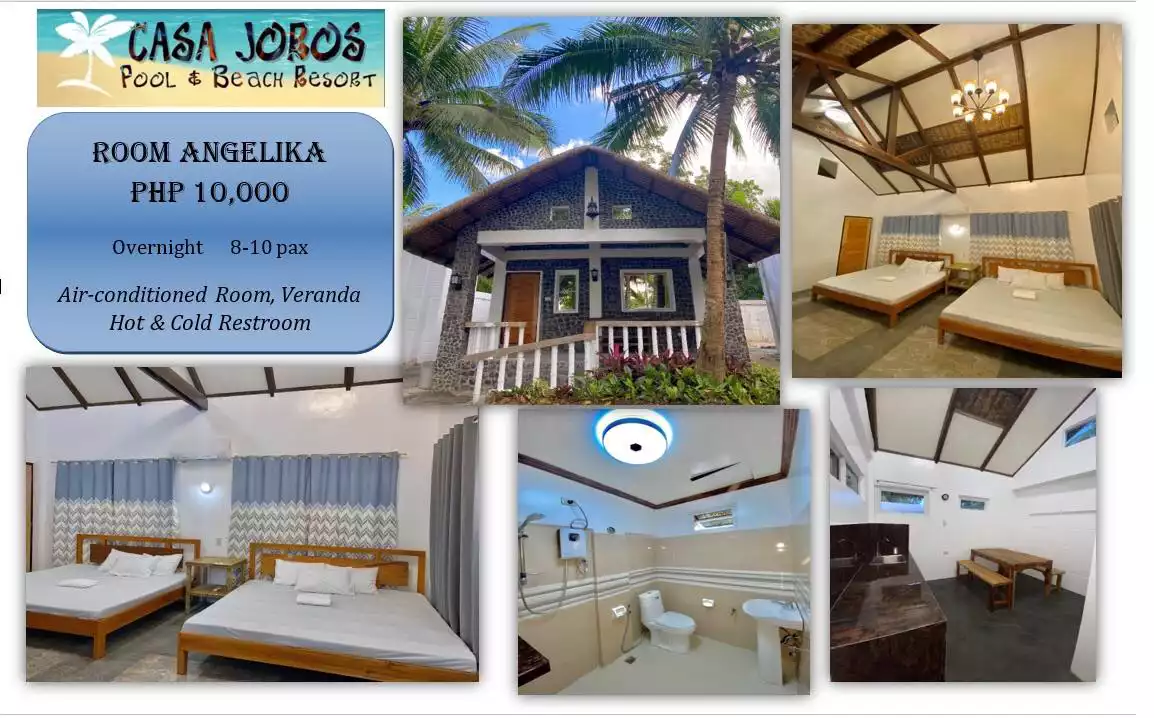 CASA JOROS
POOL & BEACH RESORT
ROOM ANGELIKA
PHP 10,000
Overnight 8-10 pax
Air-conditioned Room, Veranda
Hot & Cold Restroom